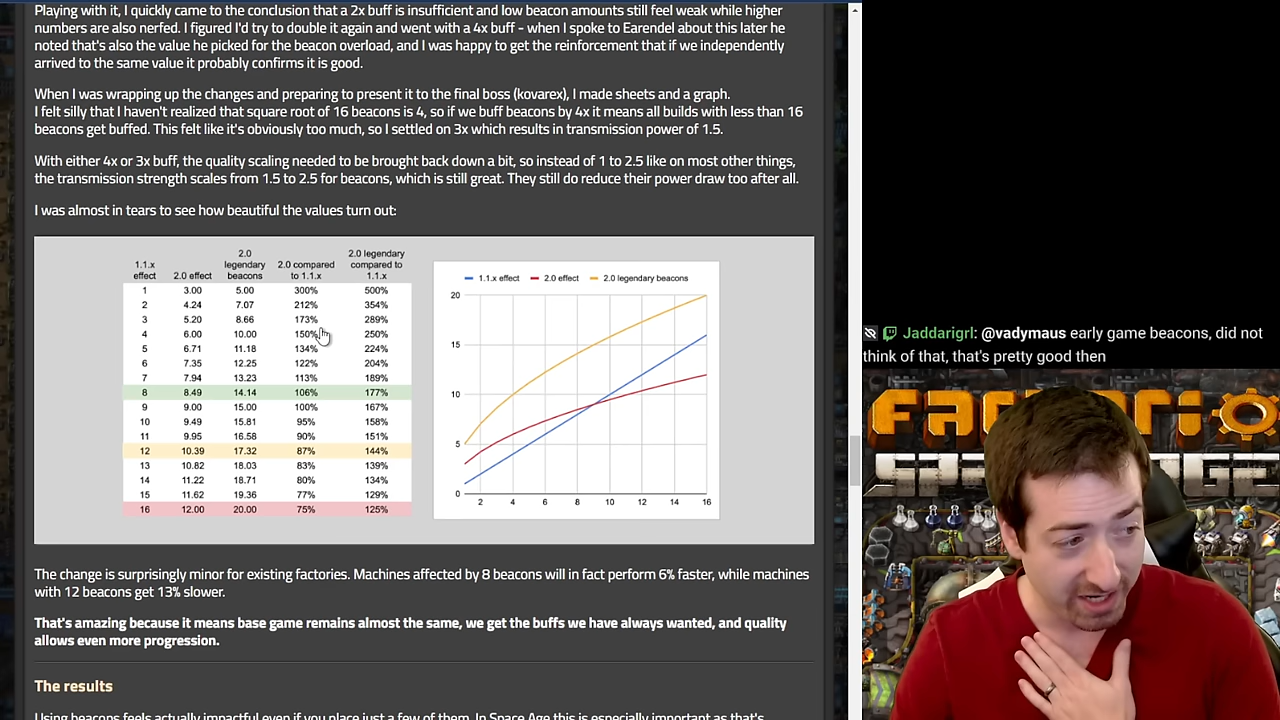 Playing with it, I quickly came to the conclusion that a 2x buff is insufficient and low beacon amounts still feel weak while higher
numbers are also nerfed. I figured I'd try to double it again and went with a 4x buff - when I spoke to Earendel about this later he
noted that's also the value he picked for the beacon overload, and I was happy to get the reinforcement that if we independently
arrived to the same value it probably confirms it is good.
When I was wrapping up the changes and preparing to present it to the final boss (kovarex), I made sheets and a graph.
I felt silly that I haven't realized that square root of 16 beacons is 4, so if we buff beacons by 4x it means all builds with less than 16
beacons get buffed. This felt like it's obviously too much, so I settled on 3x which results in transmission power of 1.5.
With either 4x or 3x buff, the quality scaling needed to be brought back down a bit, so instead of 1 to 2.5 like on most other things,
the transmission strength scales from 1.5 to 2.5 for beacons, which is still great. They still do reduce their power draw too after all.
I was almost in tears to see how beautiful the values turn out:
2.0 2.0 legendary
1.1.x legendary 2.0 compared compared to
effect 2.0 effect beacons to 1.1.x 1.1.x
1 3.00 5.00 300% 500%
2 4.24 7.07 212% 354%
3 5.20 8.66 173% 289%
4 6.00 10.00 150% 250%
5 6.71 11.18 134% 224%
6 7.35 12.25 122% 204%
7 7.94 13.23 113% 189%
8 8.49 14.14 106% 177%
9 9.00 15.00 100% 167%
10 9.49 15.81 95% 158%
11 9.95 16.58 90% 151%
12 10.39 17.32 87% 144%
13 10.82 18.03 83% 139%
14 11.22 18.71 80% 134%
15 11.62 19.36 77% 129%
16 12.00 20.00 75% 125%
1.1.x effect 2.0 effect 2.0 legendary beacons
20
15
10
5
0
2 4 6 8 10 12 14 16
The change is surprisingly minor for existing factories. Machines affected by 8 beacons will in fact perform 6% faster, while machines
with 12 beacons get 13% slower.
That's amazing because it means base game remains almost the same, we get the buffs we have always wanted, and quality
allows even more progression.
The results
Using beacons feels actually impactful even if you place just a few of them. In Space Age this is especially important as that's
Jaddarigrl: @vadymaus early game beacons, did not
think of that, that's pretty good then